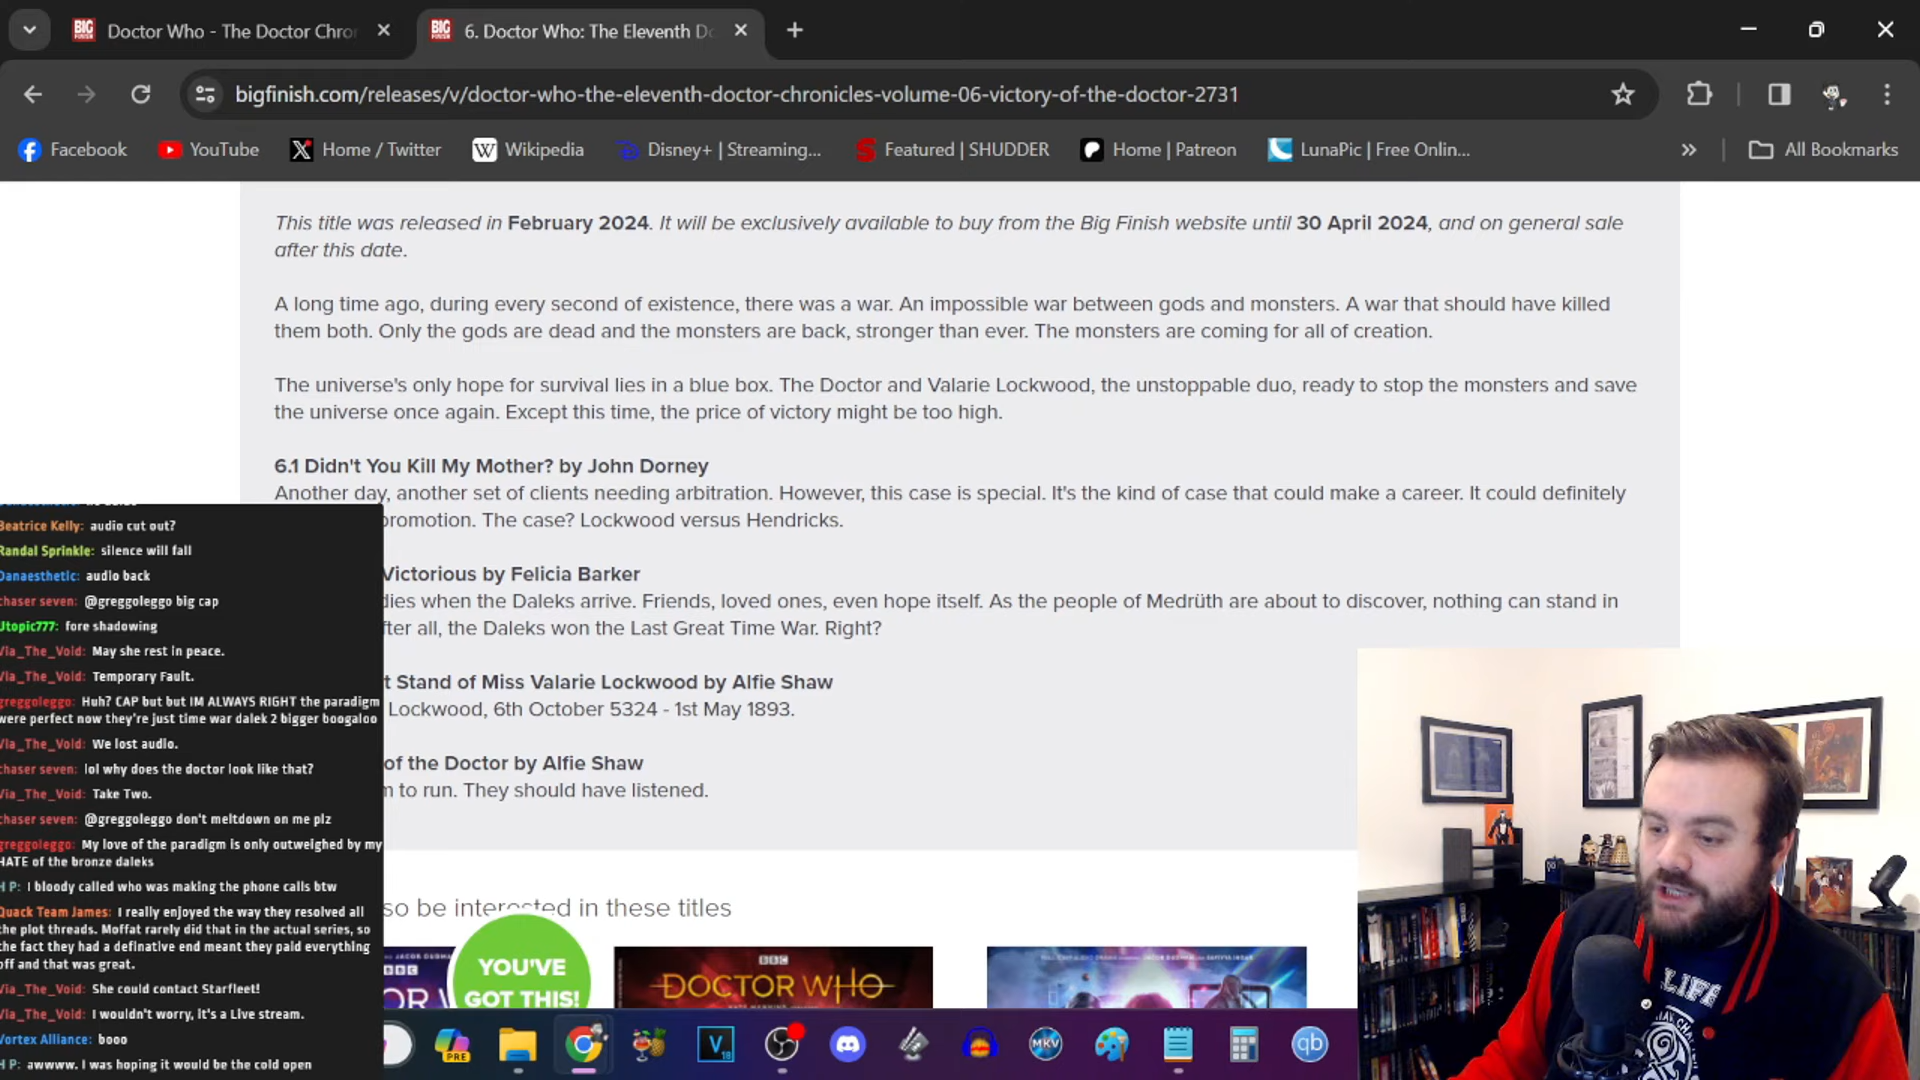 Doctor Who - The Doctor Chro
6. Doctor Who: The Eleventh D
bigfinish.com/releases/v/doctor-who-the-eleventh-doctor-chronicles-volume-06-victory-of-the-doctor-2731
Facebook
YouTube
Home / Twitter
Wikipedia
Disney+ | Streaming...
Featured | SHUDDER
Home | Patreon
LunaPic | Free Onlin...
All Bookmarks
This title was released in February 2024. It will be exclusively available to buy from the Big Finish website until 30 April 2024, and on general sale
after this date.
A long time ago, during every second of existence, there was a war. An impossible war between gods and monsters. A war that should have killed
them both. Only the gods are dead and the monsters are back, stronger than ever. The monsters are coming for all of creation.
The universe's only hope for survival lies in a blue box. The Doctor and Valarie Lockwood, the unstoppable duo, ready to stop the monsters and save
the universe once again. Except this time, the price of victory might be too high.
6.1 Didn't You Kill My Mother? by John Dorney
Another day, another set of clients needing arbitration. However, this case is special. It's the kind of case that could make a career. It could definitely
promotion. The case? Lockwood versus Hendricks.
Victorious by Felicia Barker
dies when the Daleks arrive. Friends, loved ones, even hope itself. As the people of Medrüth are about to discover, nothing can stand in
fter all, the Daleks won the Last Great Time War. Right?
t Stand of Miss Valarie Lockwood by Alfie Shaw
Lockwood, 6th October 5324 - 1st May 1893.
of the Doctor by Alfie Shaw
m to run. They should have listened.
so be interested in these titles
YOU'VE
GOT THIS!
BBC
DOCTOR WHO
Beatrice Kelly: audio cut out?
Randal Sprinkle: silence will fall
Danaesthetic: audio back
chaser seven: @greggoleggo big cap
Utopic777: fore shadowing
Via_The_Void: May she rest in peace.
Via_The_Void: Temporary Fault.
greggoleggo: Huh? CAP but but IM ALWAYS RIGHT the paradigm
were perfect now they're just time war dalek 2 bigger boogaloo
Via_The_Void: We lost audio.
chaser seven: lol why does the doctor look like that?
Via_The_Void: Take Two.
chaser seven: @greggoleggo don't meltdown on me plz
greggoleggo: My love of the paradigm is only outweighed by my
HATE of the bronze daleks
H P: I bloody called who was making the phone calls btw
Quack Team James: I really enjoyed the way they resolved all
the plot threads. Moffat rarely did that in the actual series, so
the fact they had a definative end meant they paid everything
off and that was great.
Via_The_Void: She could contact Starfleet!
Via_The_Void: I wouldn't worry, it's a Live stream.
Vortex Alliance: booo
H P: awwww. I was hoping it would be the cold open
PRE
V
18
MKV
qb